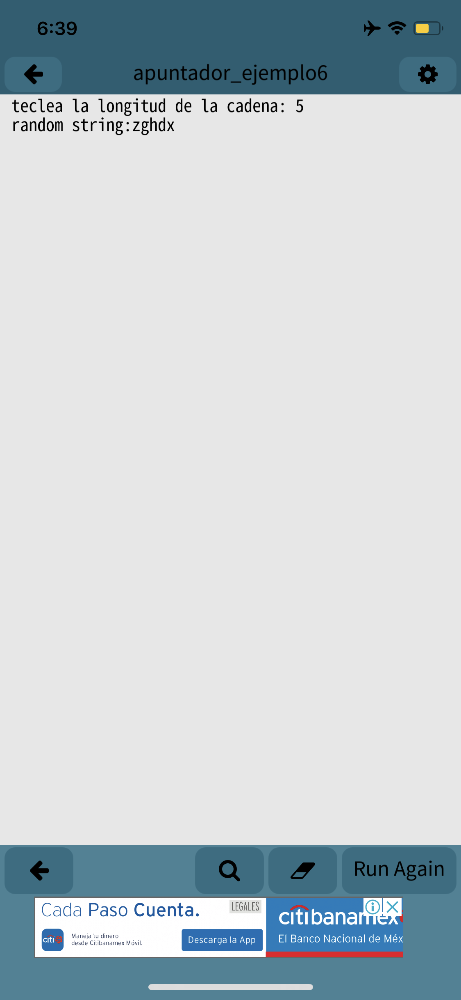 6:39
apuntador_ejemplo6
teclea la longitud de la cadena: 5
random string:zghdx
Run Again
Cada Paso Cuenta.
LEGALES
citi
Maneja tu dinero
desde Citibanamex Móvil.
Descarga la App
citibanamex
El Banco Nacional de Méx